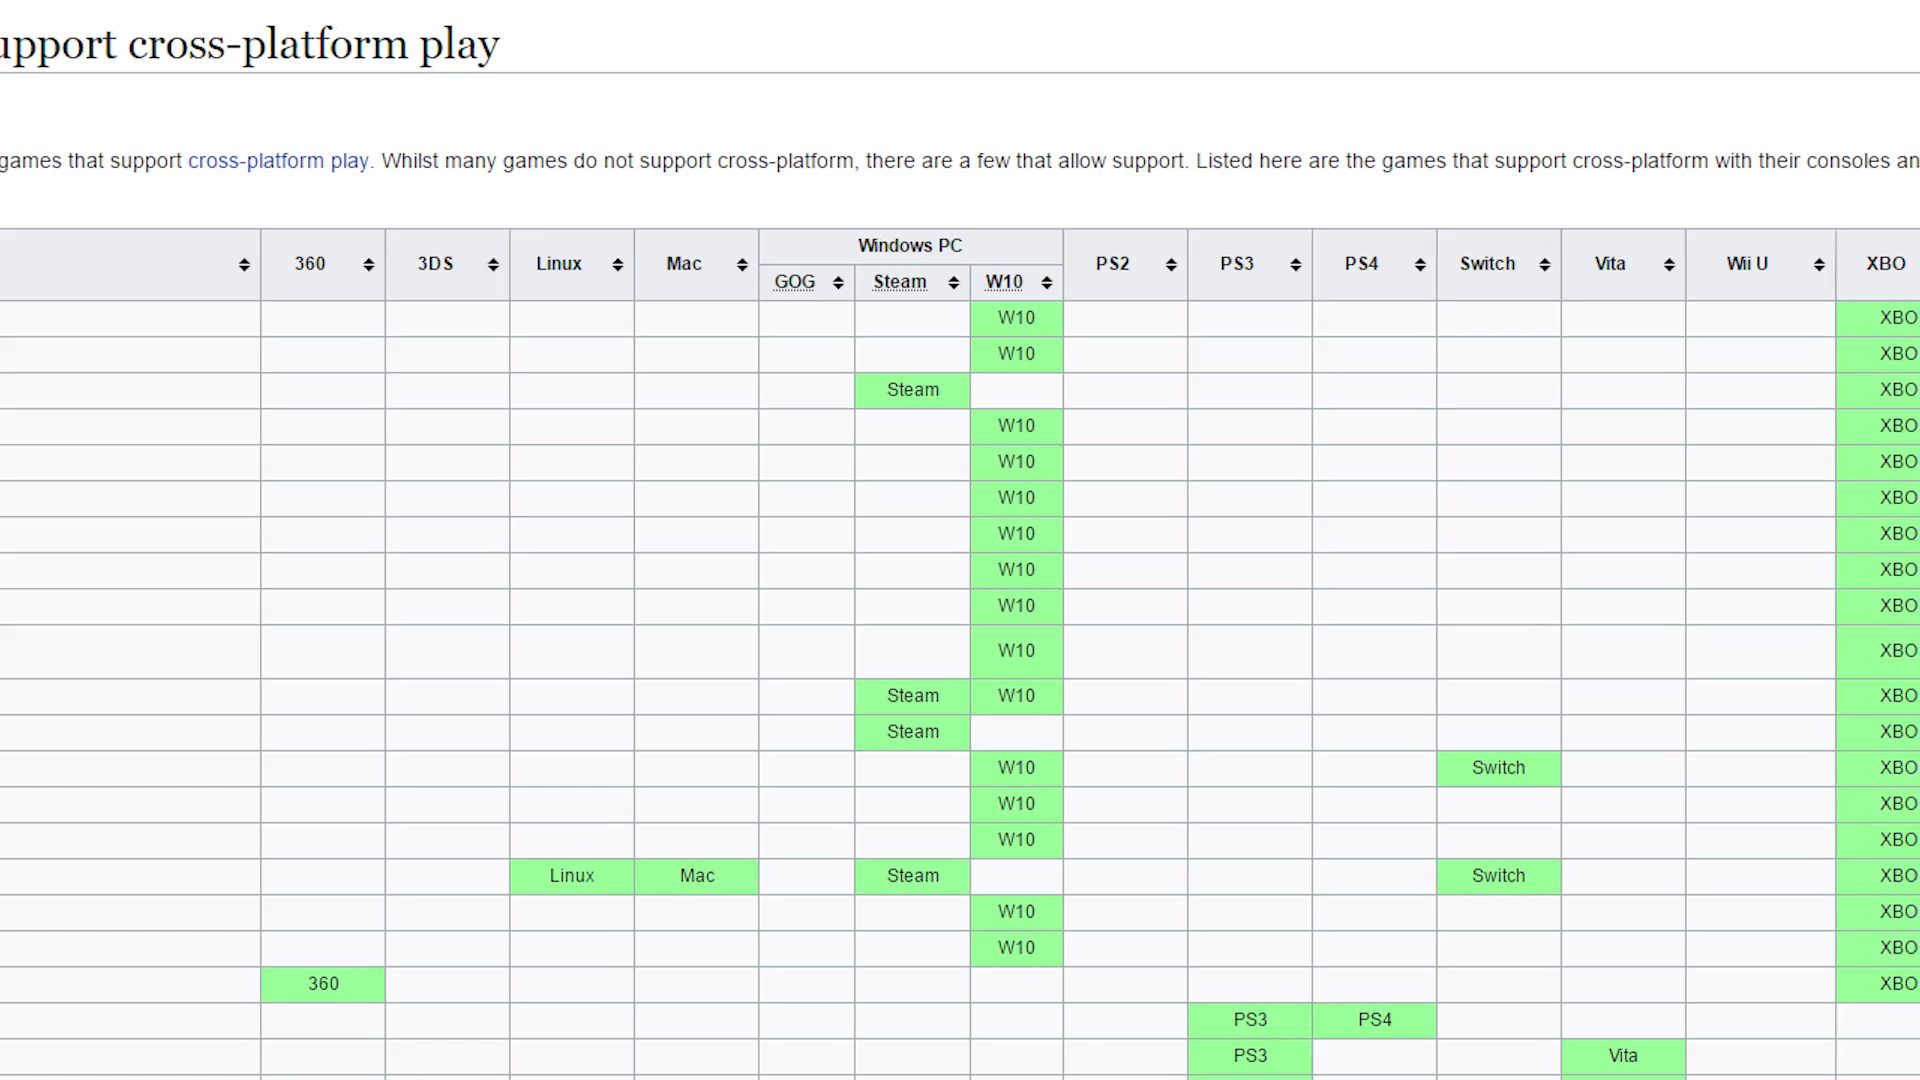 upport cross-platform play
games that support cross-platform play. Whilst many games do not support cross-platform, there are a few that allow support. Listed here are the games that support cross-platform with their consoles an
360 3DS Linux Mac Windows PC PS2 PS3 PS4 Switch Vita Wii U XBO
GOG Steam W10
W10 XBO
W10 XBO
Steam XBO
W10 XBO
W10 XBO
W10 XBO
W10 XBO
W10 XBO
W10 XBO
W10 XBO
Steam W10 XBO
Steam XBO
W10 Switch XBO
W10 XBO
W10 XBO
Linux Mac Steam Switch XBO
W10 XBO
W10 XBO
360 XBO
PS3 PS4
PS3 Vita